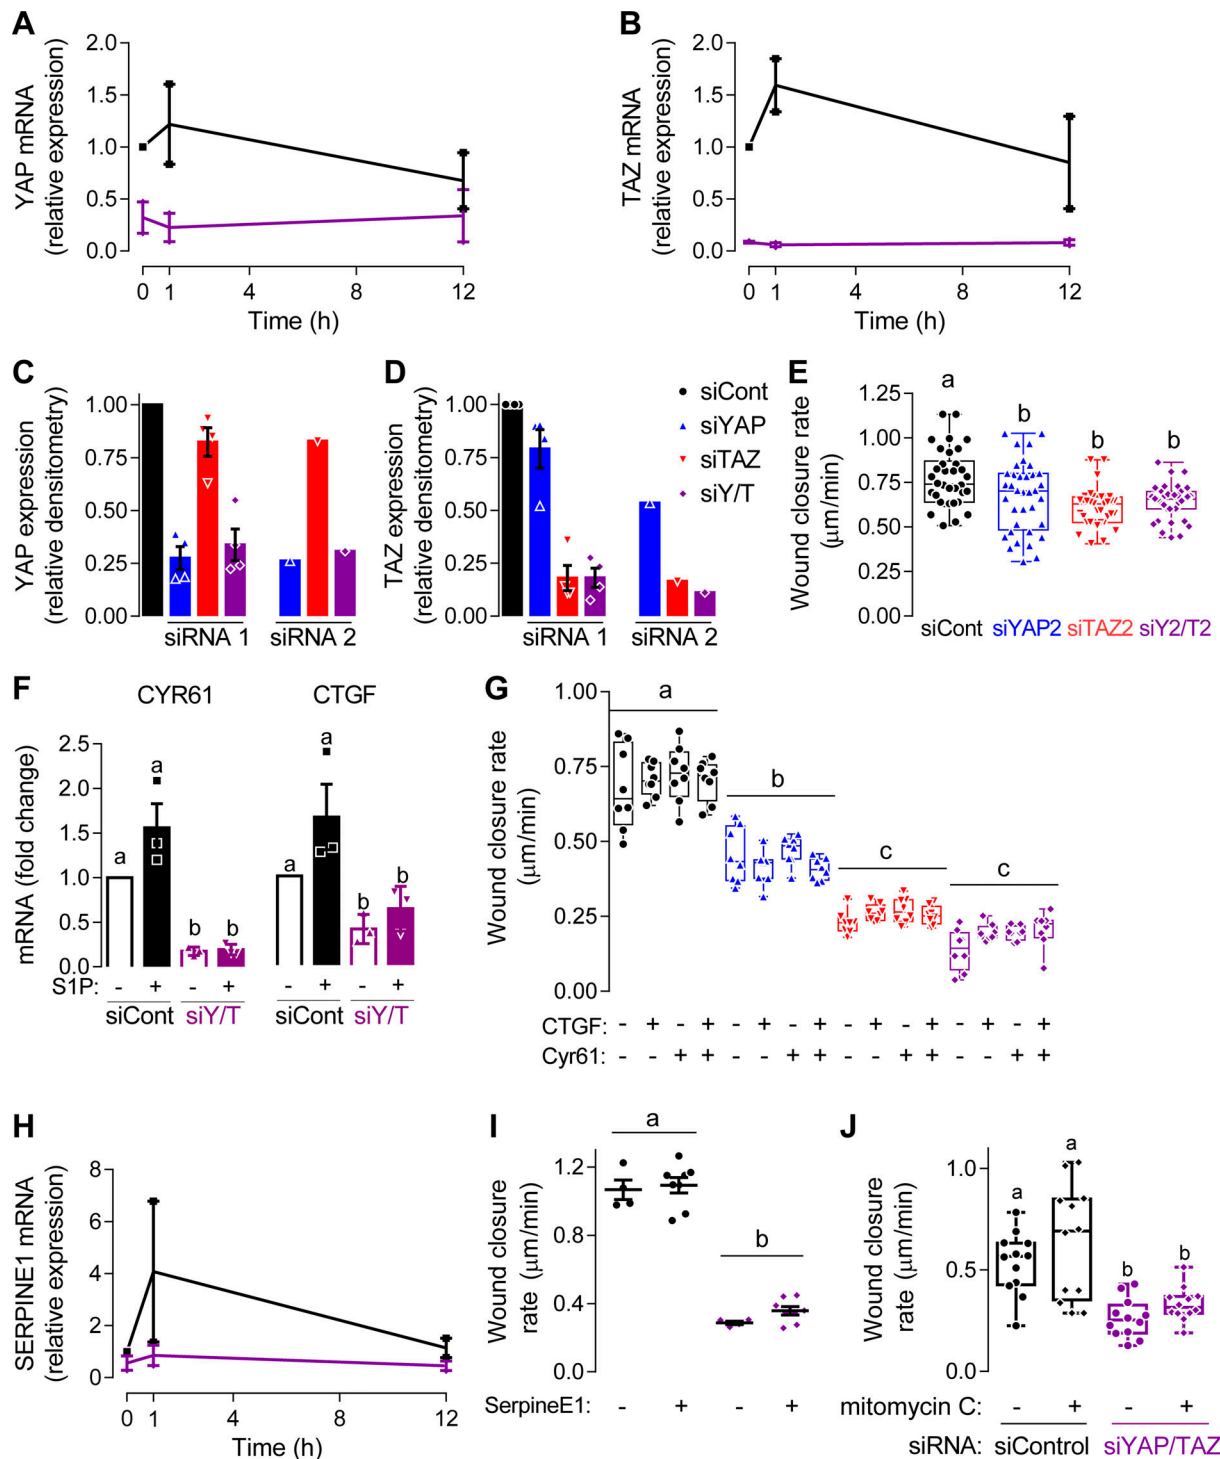 A
YAP mRNA
(relative expression)
2.0
1.5
1.0
0.5
0.0
0 1 4 8 12
Time (h)
B
TAZ mRNA
(relative expression)
2.0
1.5
1.0
0.5
0.0
0 1 4 8 12
Time (h)
C
YAP expression
(relative densitometry)
1.00
0.75
0.50
0.25
0.00
siRNA 1 siRNA 2
D
TAZ expression
(relative densitometry)
1.00
0.75
0.50
0.25
0.00
siRNA 1 siRNA 2
siCont
siYAP
siTAZ
siY/T
E
Wound closure rate
(μm/min)
1.25
1.00
0.75
0.50
0.25
0.00
a b b b
siCont siYAP2 siTAZ2 siY2/T2
F
CYR61 CTGF
mRNA (fold change)
2.5
2.0
1.5
1.0
0.5
0.0
a a b b a a b b
S1P: - + - + - + - +
siCont siY/T siCont siY/T
G
Wound closure rate
(μm/min)
1.00
0.75
0.50
0.25
0.00
a b c c
CTGF: - + - + - + - + - + - + - + - +
Cyr61: - - + + - - + + - - + + - - + +
H
SERPINE1 mRNA
(relative expression)
8
6
4
2
0
0 1 4 8 12
Time (h)
I
Wound closure
rate (μm/min)
1.2
0.8
0.4
0.0
a b
SerpineE1: - + - +
J
Wound closure
rate (μm/min)
1.0
0.5
0.0
a a b b
mitomycin C: - + - +
siRNA: siControl siYAP/TAZ